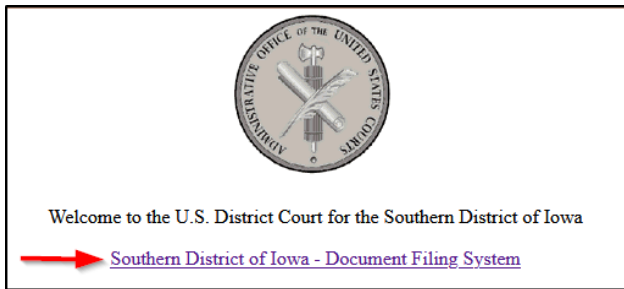 ADMINISTRATIVE OFFICE OF THE UNITED STATES COURTS
Welcome to the U.S. District Court for the Southern District of Iowa
Southern District of Iowa - Document Filing System